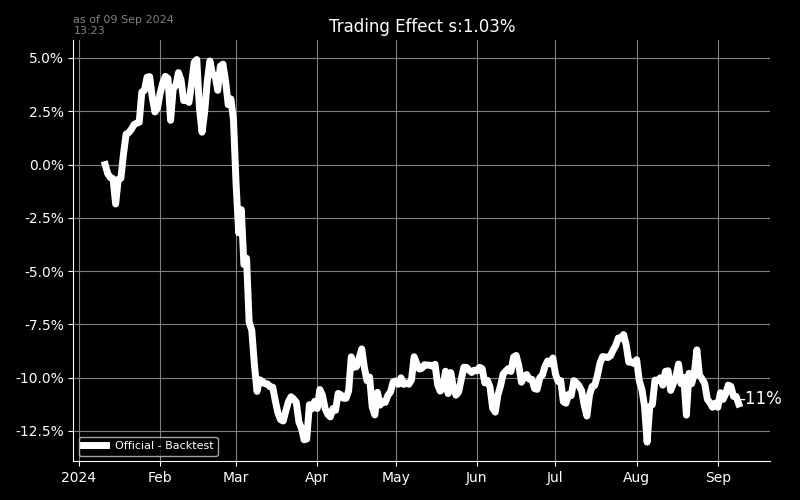 as of 09 Sep 2024
13:23
Trading Effect s:1.03%
5.0%
2.5%
0.0%
-2.5%
-5.0%
-7.5%
-10.0%
-12.5%
-11%
Official - Backtest
2024 Feb Mar Apr May Jun Jul Aug Sep